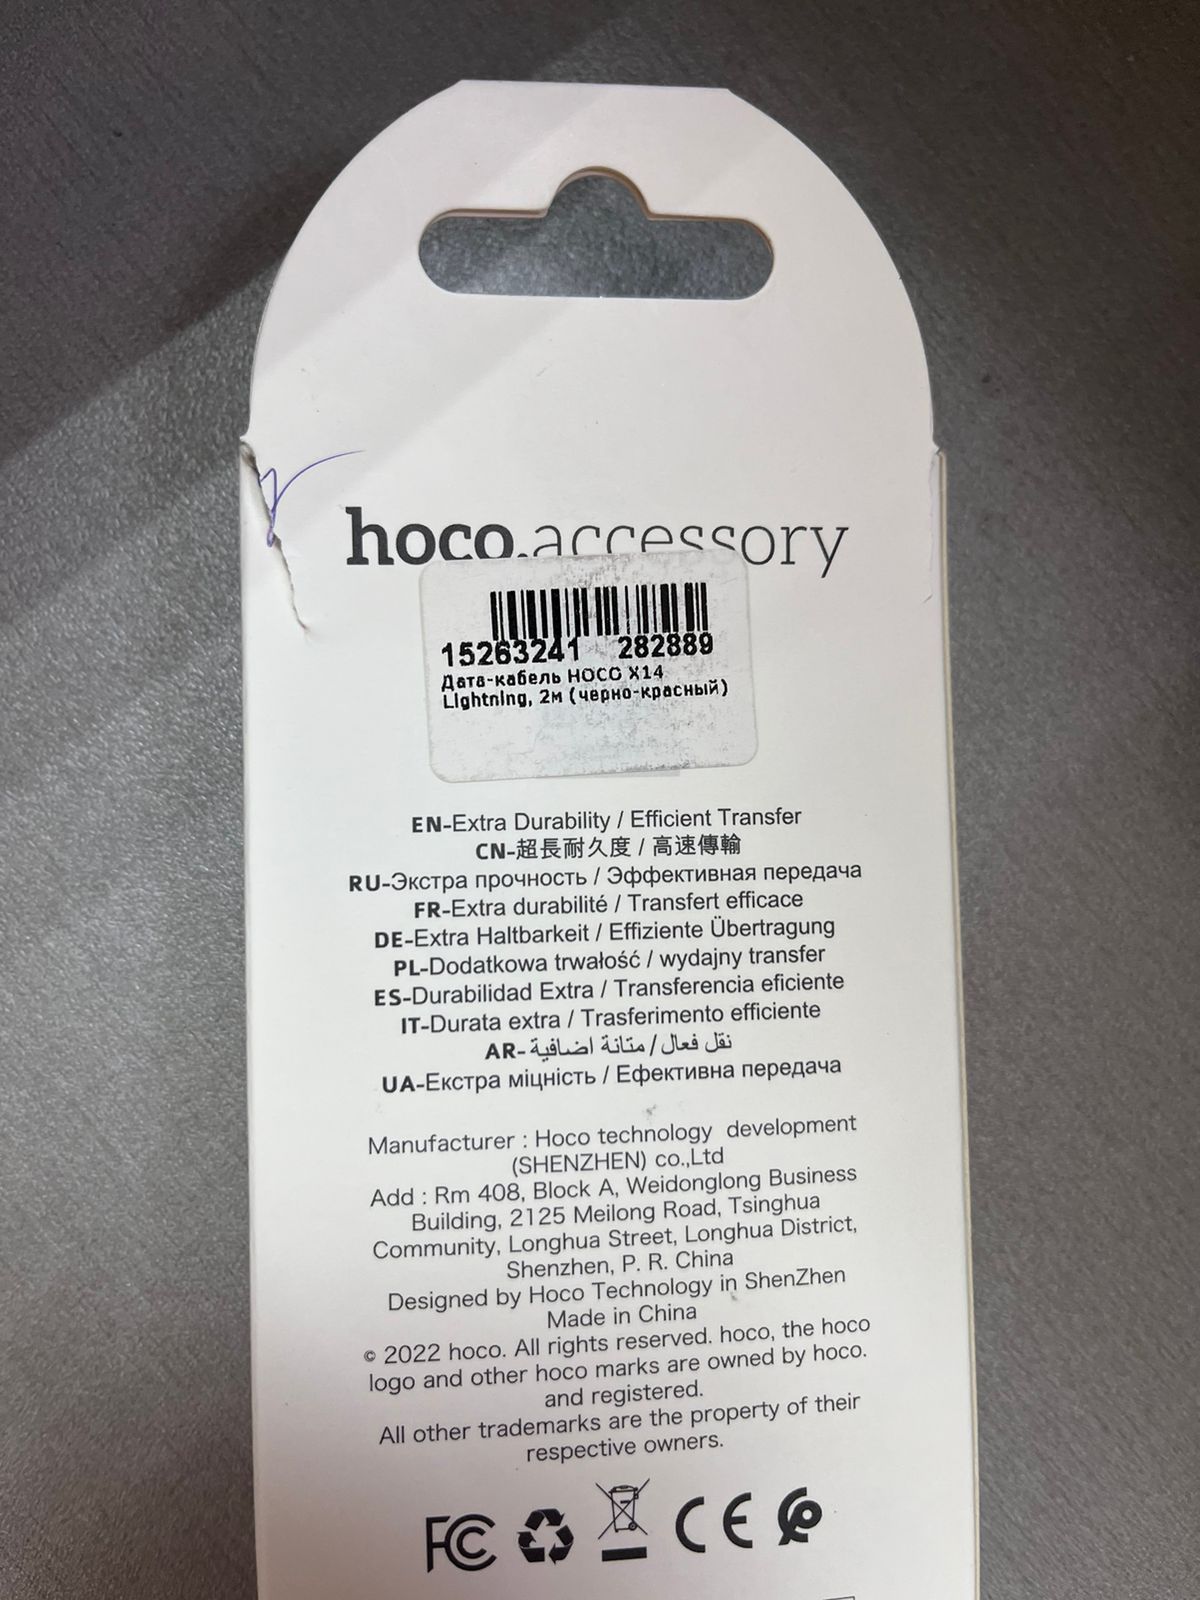 hoco.accessory
15263241 282889
Дата-кабель HOCO X14
Lightning, 2м (черно-красный)
EN-Extra Durability / Efficient Transfer
CN-超長耐久度 / 高速傳輸
RU-Экстра прочность / Эффективная передача
FR-Extra durabilité / Transfert efficace
DE-Extra Haltbarkeit / Effiziente Übertragung
PL-Dodatkowa trwałość / wydajny transfer
ES-Durabilidad Extra / Transferencia eficiente
IT-Durata extra / Trasferimento efficiente
AR-نقل فعال / متانة اضافية
UA-Екстра міцність / Ефективна передача
Manufacturer : Hoco technology development
(SHENZHEN) co.,Ltd
Add : Rm 408, Block A, Weidonglong Business
Building, 2125 Meilong Road, Tsinghua
Community, Longhua Street, Longhua District,
Shenzhen, P. R. China
Designed by Hoco Technology in ShenZhen
Made in China
© 2022 hoco. All rights reserved. hoco, the hoco
logo and other hoco marks are owned by hoco.
and registered.
All other trademarks are the property of their
respective owners.
FC CE